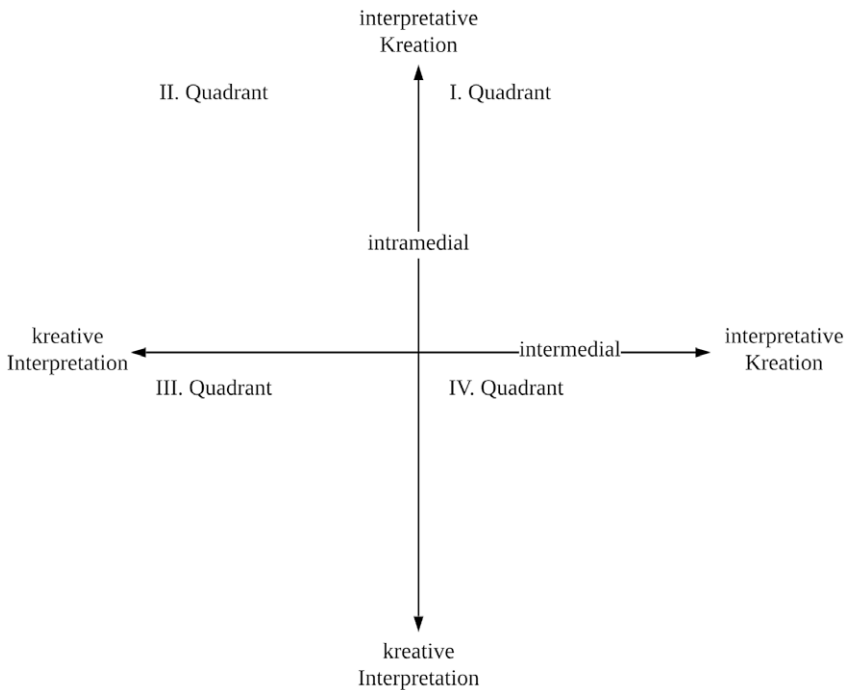 interpretative
Kreation
II. Quadrant
I. Quadrant
intramedial
kreative
Interpretation
intermedial
interpretative
Kreation
III. Quadrant
IV. Quadrant
kreative
Interpretation